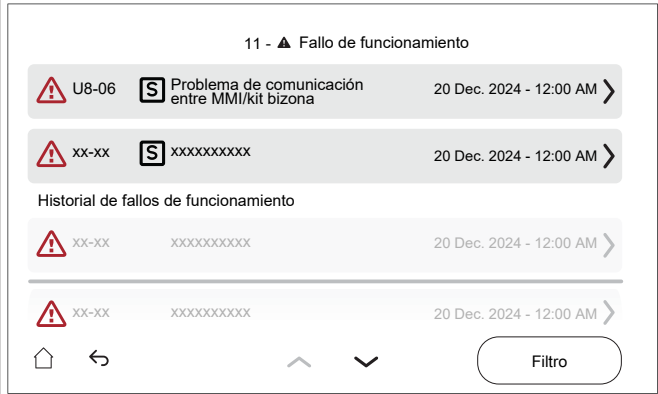 11 - Fallo de funcionamiento
U8-06 S Problema de comunicación
entre MMI/kit bizona 20 Dec. 2024 - 12:00 AM
xx-xx S xxxxxxxxxx 20 Dec. 2024 - 12:00 AM
Historial de fallos de funcionamiento
xx-xx xxxxxxxxxx 20 Dec. 2024 - 12:00 AM
xx-xx xxxxxxxxxx 20 Dec. 2024 - 12:00 AM
Filtro